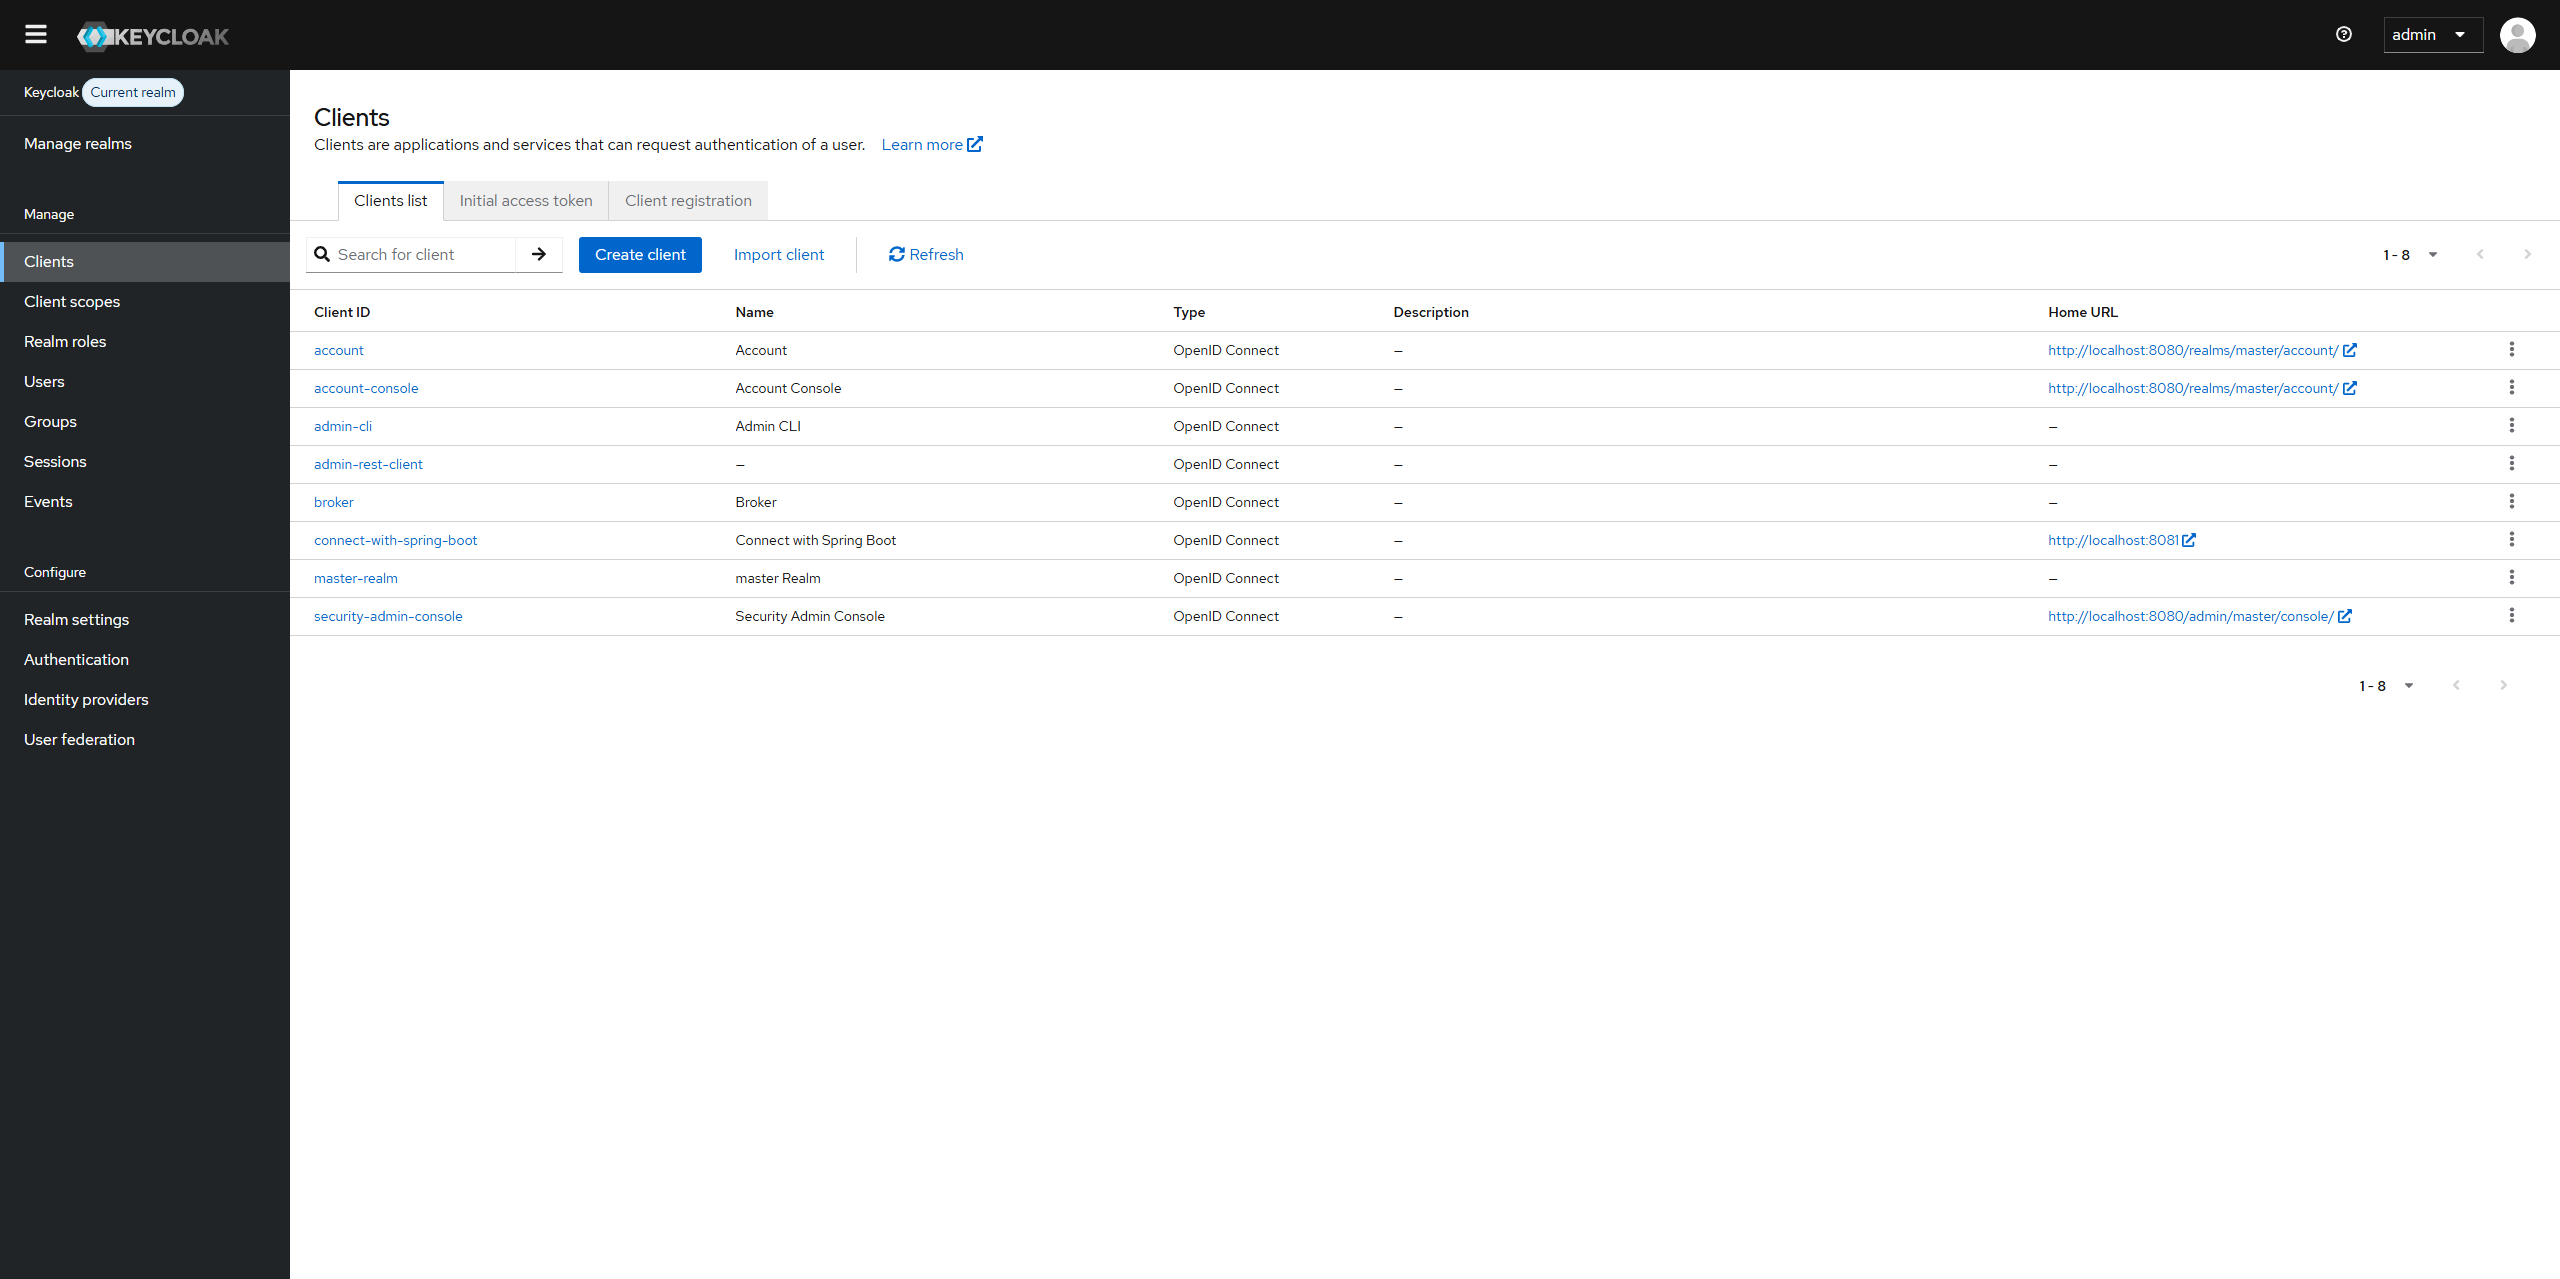 KEYCLOAK
admin
Keycloak Current realm
Manage realms
Manage
Clients
Client scopes
Realm roles
Users
Groups
Sessions
Events
Configure
Realm settings
Authentication
Identity providers
User federation
Clients
Clients are applications and services that can request authentication of a user. Learn more
Clients list Initial access token Client registration
Search for client Create client Import client Refresh 1 - 8
Client ID Name Type Description Home URL
account Account OpenID Connect – http://localhost:8080/realms/master/account/
account-console Account Console OpenID Connect – http://localhost:8080/realms/master/account/
admin-cli Admin CLI OpenID Connect – –
admin-rest-client – OpenID Connect – –
broker Broker OpenID Connect – –
connect-with-spring-boot Connect with Spring Boot OpenID Connect – http://localhost:8081
master-realm master Realm OpenID Connect – –
security-admin-console Security Admin Console OpenID Connect – http://localhost:8080/admin/master/console/
1 - 8